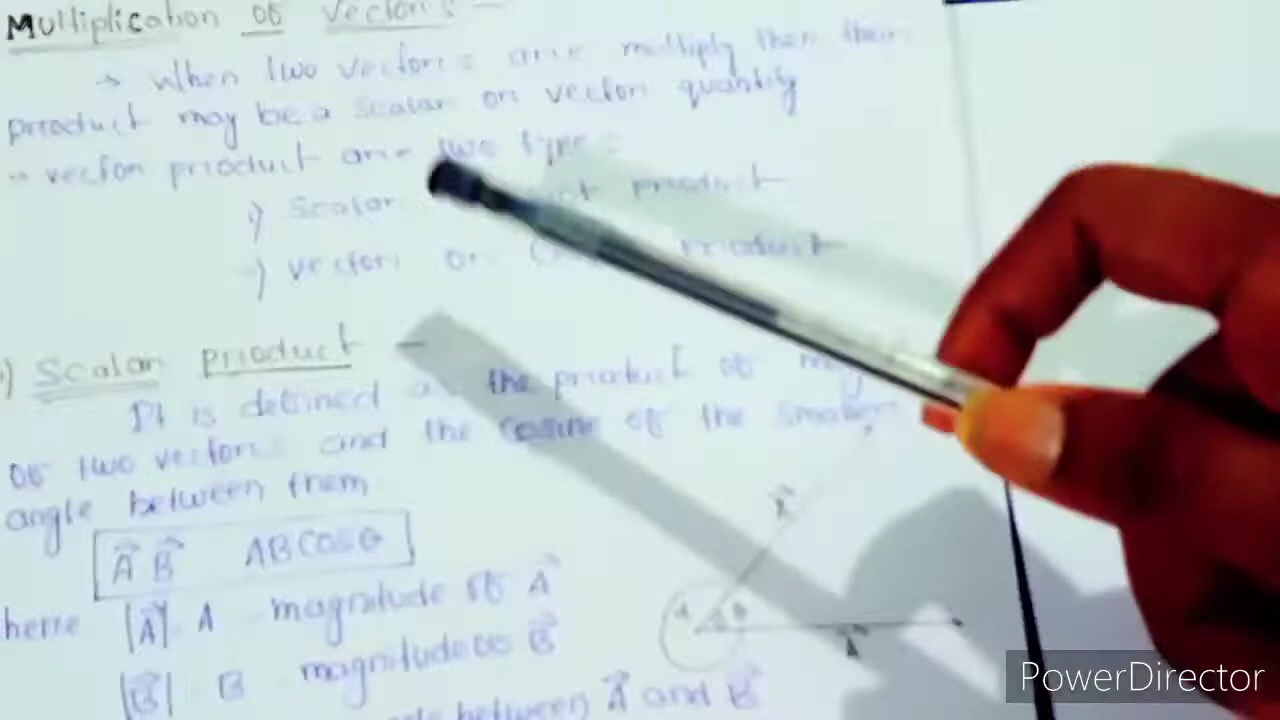 Multiplication of vectors :-
→ When two vectors are multiply then their
product may be a scalar or vector quantity
→ vector product are two type :
i) Scalar product
) vector or product
i) Scalar product -
It is defined the product of
of two vectors and the cosine of the smaller
angle between them
A⃗ B⃗ ABcosθ
here |A⃗| A magnitude of A⃗
|B⃗| B magnitude of B⃗
between A⃗ and B⃗
θ
A⃗
PowerDirector